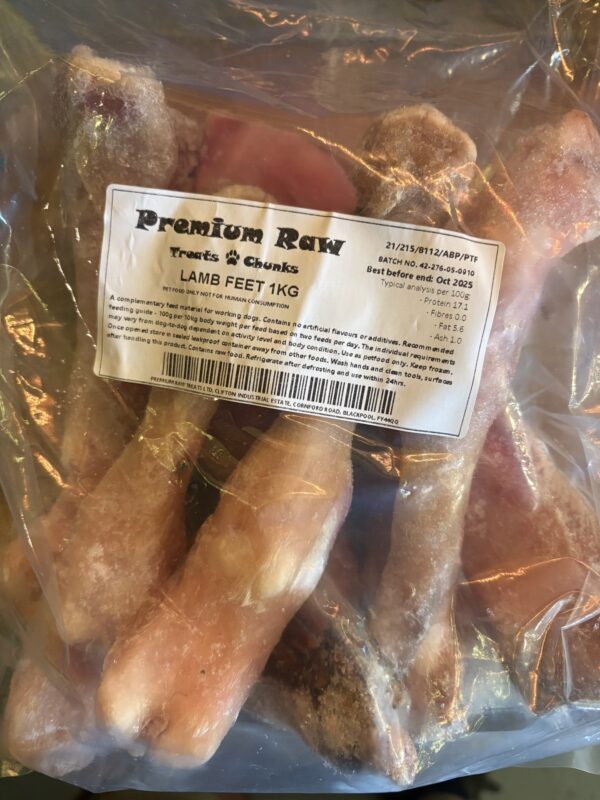 Premium Raw
Treats & Chunks
LAMB FEET 1KG
PET FOOD ONLY NOT FOR HUMAN CONSUMPTION
21/215/8112/ABP/PTF
BATCH NO. 42-276-05-0910
Best before end: Oct 2025
Typical analysis per 100g:
- Protein 17.1
- Fibres 0.0
- Fat 5.6
- Ash 1.0
A complementary feed material for working dogs. Contains no artificial flavours or additives. Recommended
feeding guide - 100g per 10kg body weight per feed based on two feeds per day. The individual requirements
may vary from dog-to-dog dependent on activity level and body condition. Use as petfood only. Keep frozen.
Once opened store in sealed leakproof container away from other foods. Wash hands and clean tools, surfaces
after handling this product. Contains raw food. Refrigerate after defrosting and use within 24hrs.
PREMIUM RAW TREATS LTD, CLIFTON INDUSTRIAL ESTATE, CORNFORD ROAD, BLACKPOOL,